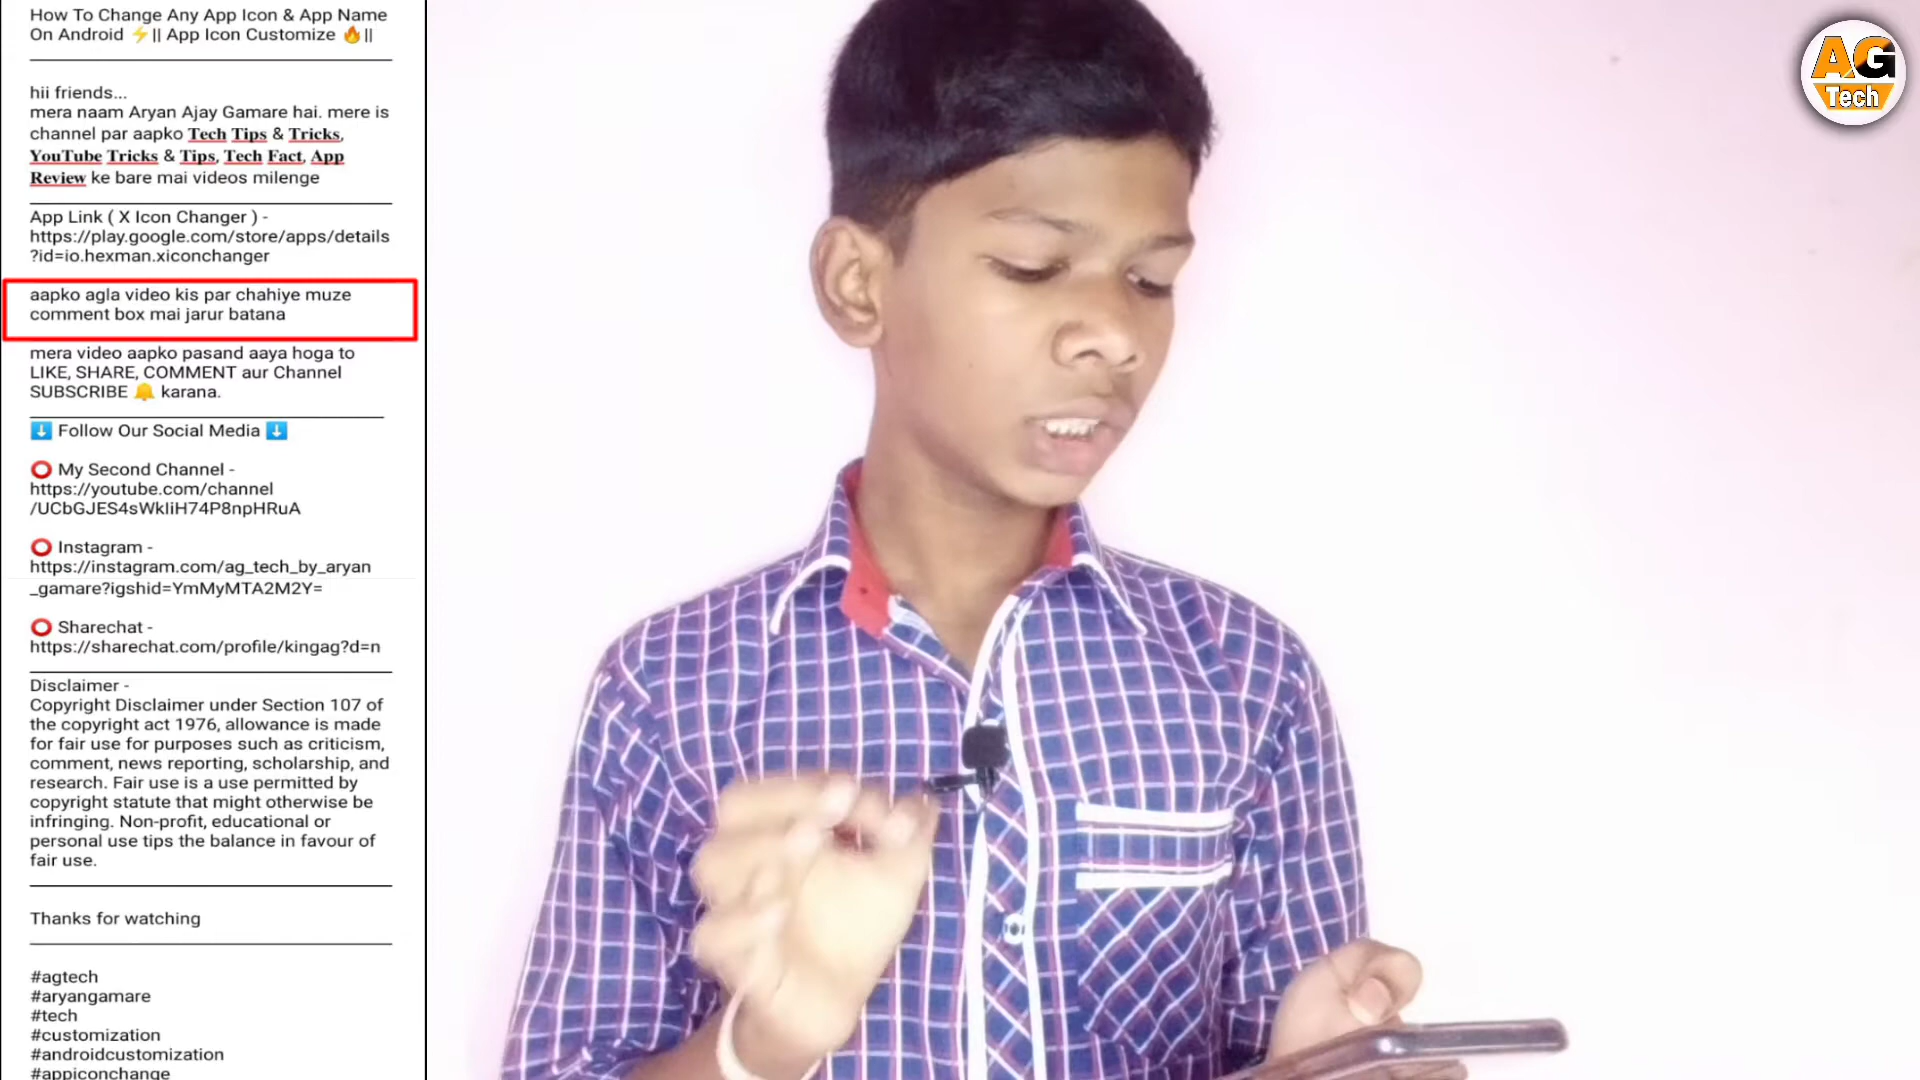 How To Change Any App Icon & App Name
On Android ⚡|| App Icon Customize 🔥||
hii friends...
mera naam Aryan Ajay Gamare hai. mere is
channel par aapko Tech Tips & Tricks,
YouTube Tricks & Tips, Tech Fact, App
Review ke bare mai videos milenge
App Link ( X Icon Changer ) -
https://play.google.com/store/apps/details
?id=io.hexman.xiconchanger
aapko agla video kis par chahiye muze
comment box mai jarur batana
mera video aapko pasand aaya hoga to
LIKE, SHARE, COMMENT aur Channel
SUBSCRIBE 🔔 karana.
⬇️ Follow Our Social Media ⬇️
⭕ My Second Channel -
https://youtube.com/channel
/UCbGJES4sWkIiH74P8npHRuA
⭕ Instagram -
https://instagram.com/ag_tech_by_aryan
_gamare?igshid=YmMyMTA2M2Y=
⭕ Sharechat -
https://sharechat.com/profile/kingag?d=n
Disclaimer -
Copyright Disclaimer under Section 107 of
the copyright act 1976, allowance is made
for fair use for purposes such as criticism,
comment, news reporting, scholarship, and
research. Fair use is a use permitted by
copyright statute that might otherwise be
infringing. Non-profit, educational or
personal use tips the balance in favour of
fair use.
Thanks for watching
#agtech
#aryangamare
#tech
#customization
#androidcustomization
#appiconchange
AG
Tech